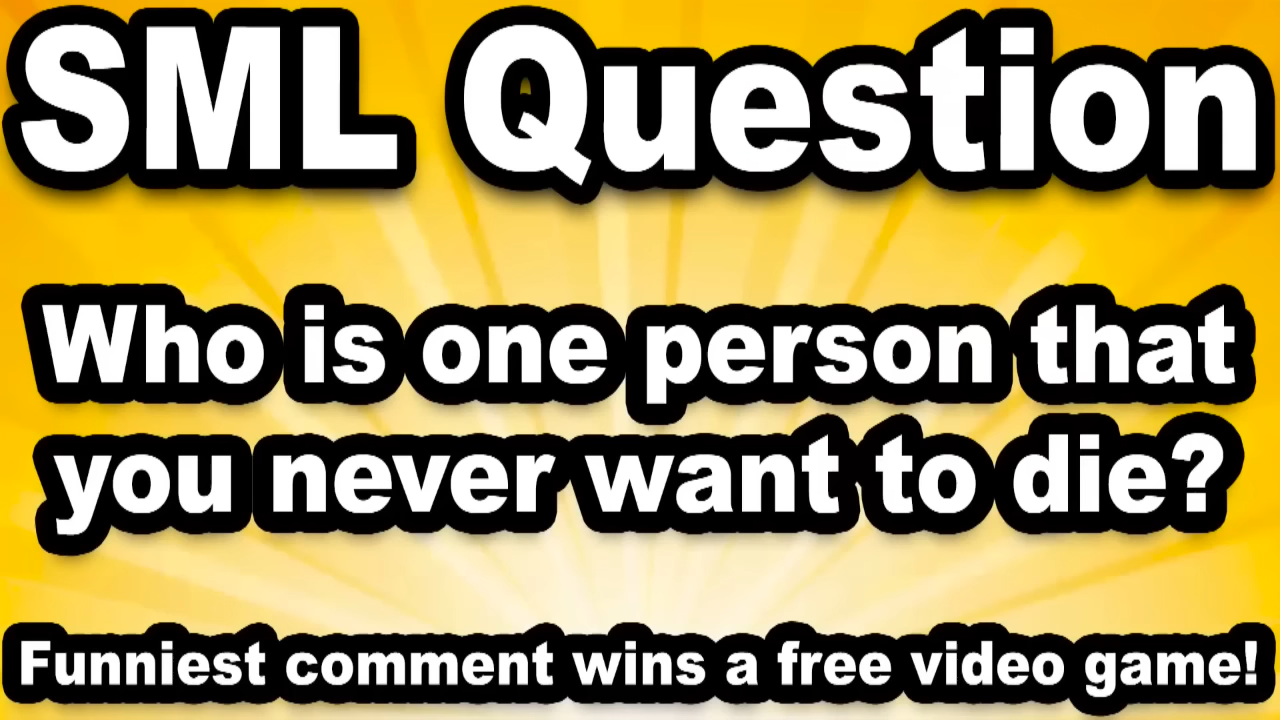 SML Question
Who is one person that
you never want to die?
Funniest comment wins a free video game!